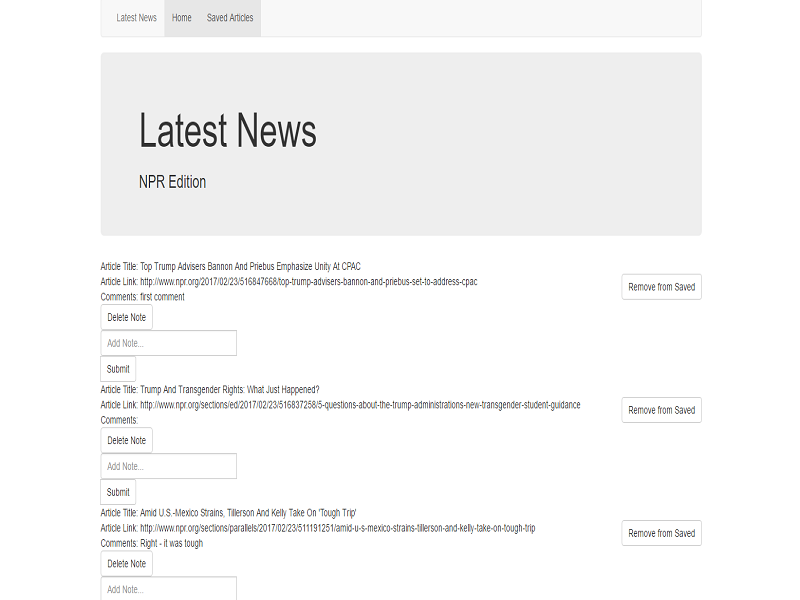 Latest News Home Saved Articles
Latest News
NPR Edition
Article Title: Top Trump Advisers Bannon And Priebus Emphasize Unity At CPAC
Article Link: http://www.npr.org/2017/02/23/516847668/top-trump-advisers-bannon-and-priebus-set-to-address-cpac
Remove from Saved
Comments: first comment
Delete Note
Add Note...
Submit
Article Title: Trump And Transgender Rights: What Just Happened?
Article Link: http://www.npr.org/sections/ed/2017/02/23/516837258/5-questions-about-the-trump-administrations-new-transgender-student-guidance
Remove from Saved
Comments:
Delete Note
Add Note...
Submit
Article Title: Amid U.S.-Mexico Strains, Tillerson And Kelly Take On 'Tough Trip'
Article Link: http://www.npr.org/sections/parallels/2017/02/23/511191251/amid-u-s-mexico-strains-tillerson-and-kelly-take-on-tough-trip
Remove from Saved
Comments: Right - it was tough
Delete Note
Add Note...